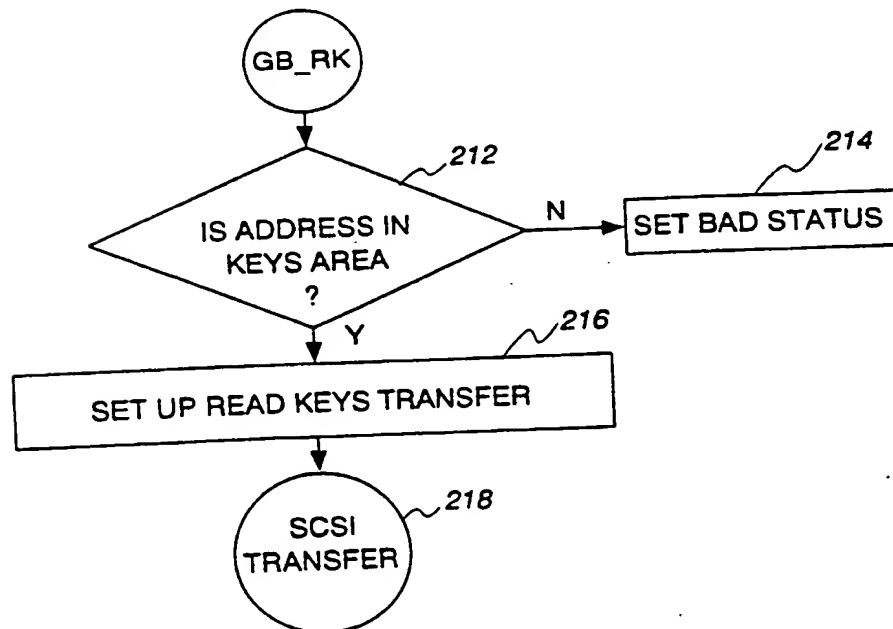 GB_RK
212
IS ADDRESS IN
KEYS AREA
?
N
214
SET BAD STATUS
Y
216
SET UP READ KEYS TRANSFER
SCSI
TRANSFER
218